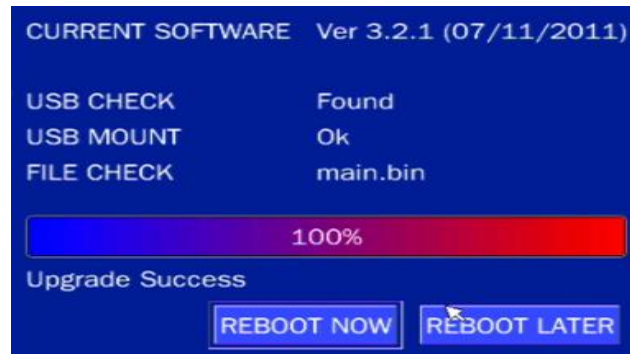 CURRENT SOFTWARE Ver 3.2.1 (07/11/2011)
USB CHECK Found
USB MOUNT Ok
FILE CHECK main.bin
100%
Upgrade Success
REBOOT NOW REBOOT LATER